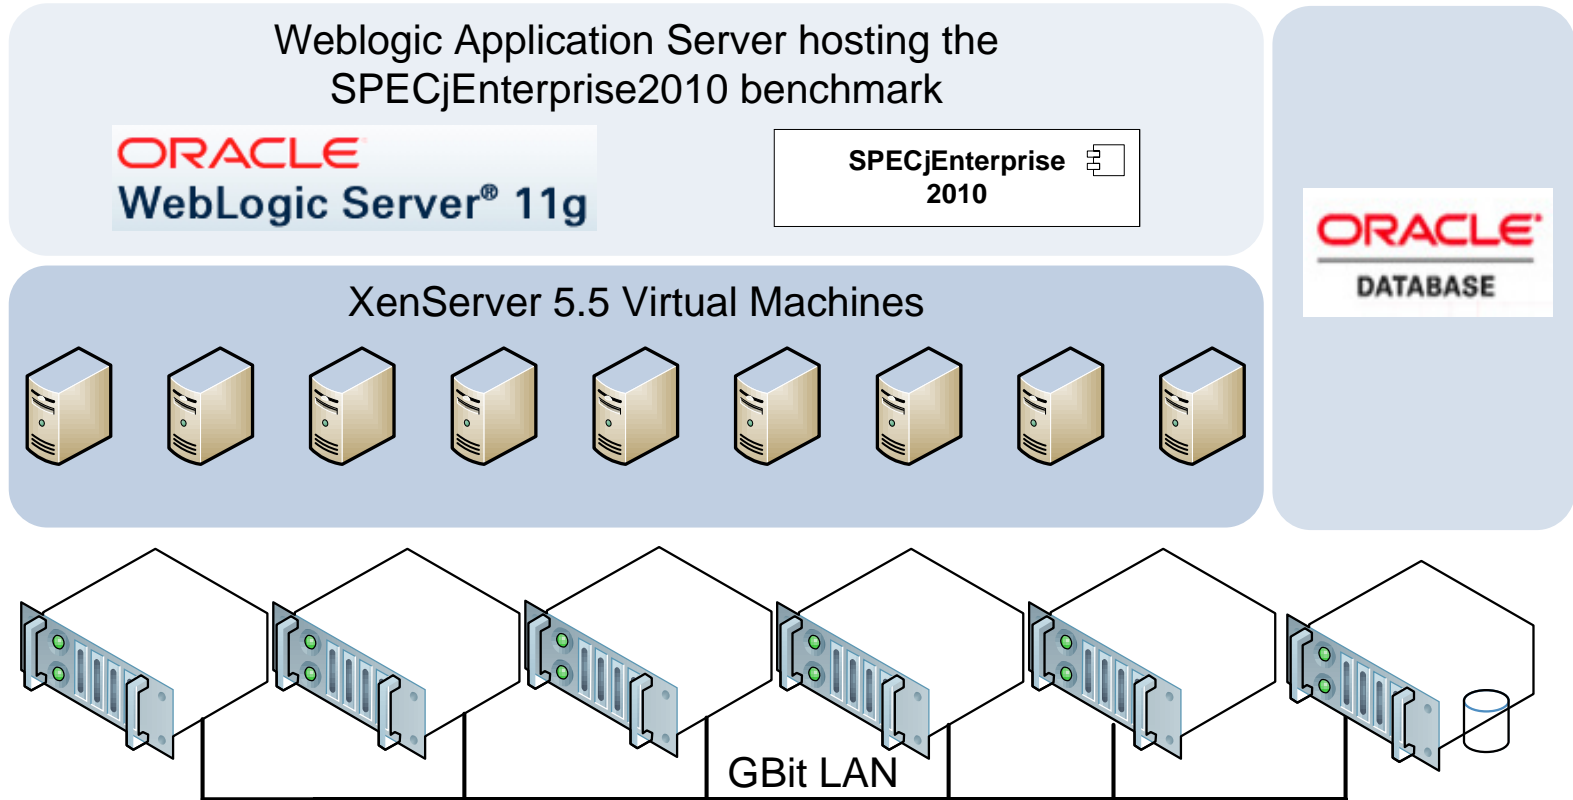 Weblogic Application Server hosting the
SPECjEnterprise2010 benchmark
ORACLE
WebLogic Server® 11g
SPECjEnterprise
2010
ORACLE
DATABASE
XenServer 5.5 Virtual Machines
GBit LAN